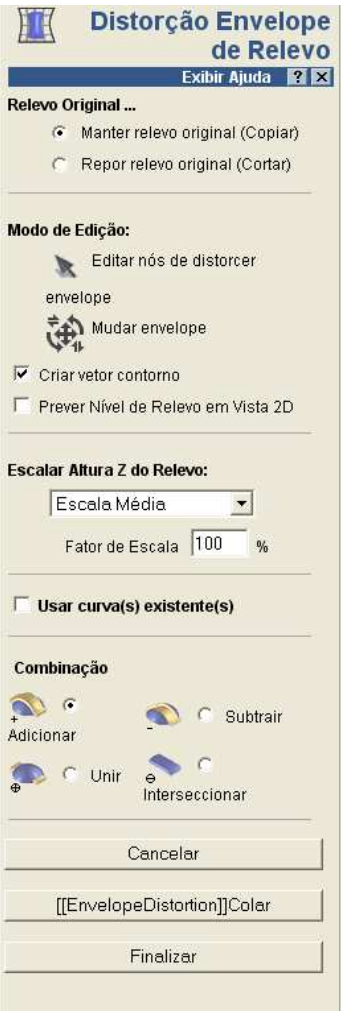 Distorção Envelope
de Relevo
Exibir Ajuda ? X
Relevo Original ...
Manter relevo original (Copiar)
Repor relevo original (Cortar)
Modo de Edição:
Editar nós de distorcer
envelope
Mudar envelope
Criar vetor contorno
Prever Nível de Relevo em Vista 2D
Escalar Altura Z do Relevo:
Escala Média
Fator de Escala 100 %
Usar curva(s) existente(s)
Combinação
Adicionar
Subtrair
Unir
Interseccionar
Cancelar
[[EnvelopeDistortion]]Colar
Finalizar